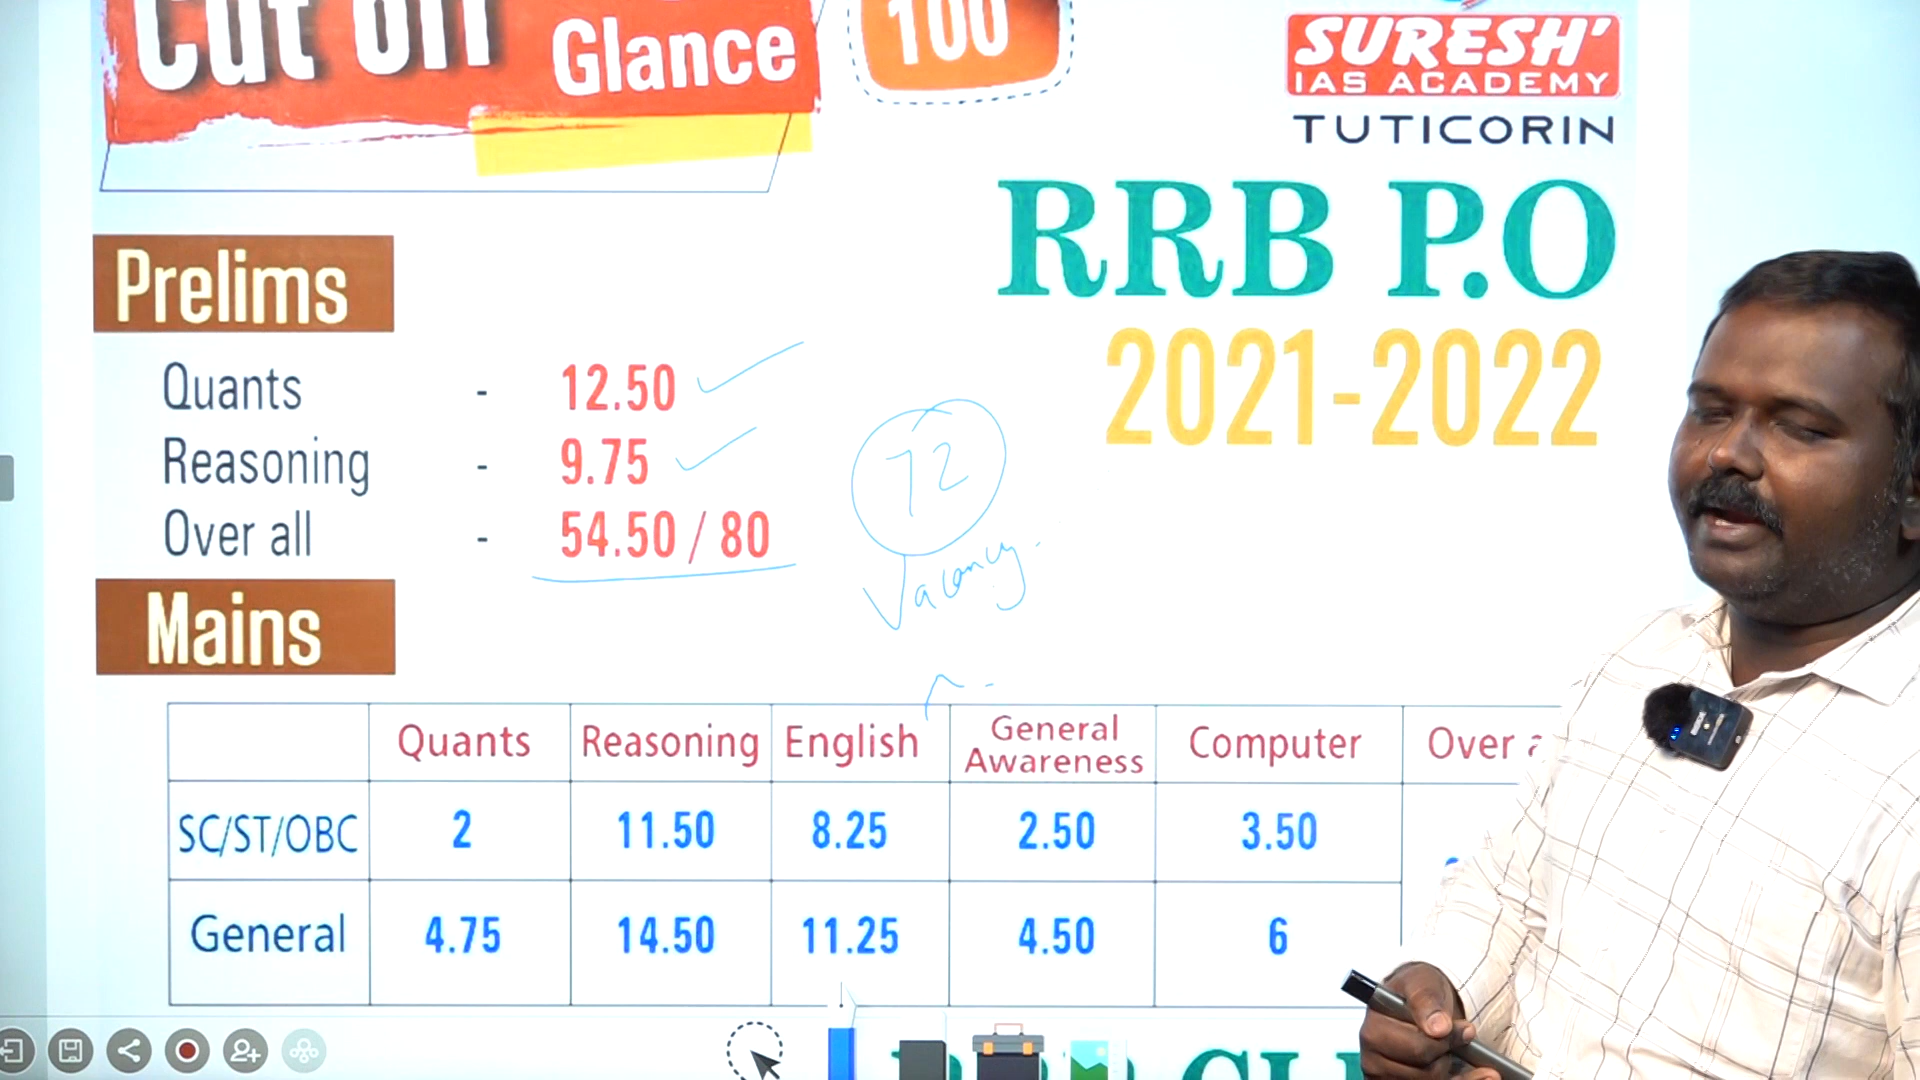 Cut off
Glance
100
SURESH'
IAS ACADEMY
TUTICORIN
RRB P.O
2021-2022
Prelims
Quants - 12.50
Reasoning - 9.75
Over all - 54.50 / 80
72
Vacancy
Mains
Quants Reasoning English General Awareness Computer Over a
SC/ST/OBC 2 11.50 8.25 2.50 3.50
General 4.75 14.50 11.25 4.50 6